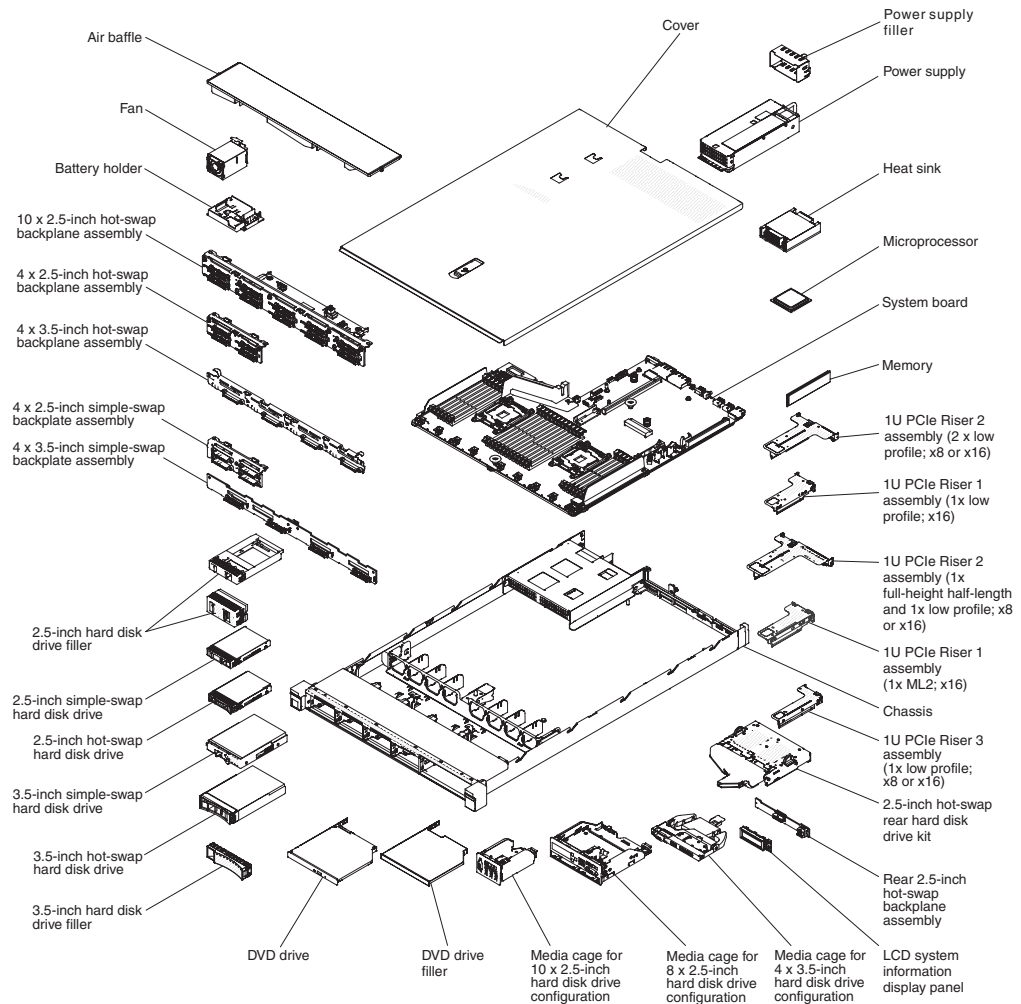 Air baffle
Fan
Battery holder
10 x 2.5-inch hot-swap
backplane assembly
4 x 2.5-inch hot-swap
backplane assembly
4 x 3.5-inch hot-swap
backplane assembly
4 x 2.5-inch simple-swap
backplate assembly
4 x 3.5-inch simple-swap
backplate assembly
2.5-inch hard disk
drive filler
2.5-inch simple-swap
hard disk drive
2.5-inch hot-swap
hard disk drive
3.5-inch simple-swap
hard disk drive
3.5-inch hot-swap
hard disk drive
3.5-inch hard disk
drive filler
Cover
Power supply
filler
Power supply
Heat sink
Microprocessor
System board
Memory
1U PCIe Riser 2
assembly (2 x low
profile; x8 or x16)
1U PCIe Riser 1
assembly (1x low
profile; x16)
1U PCIe Riser 2
assembly (1x
full-height half-length
and 1x low profile; x8
or x16)
1U PCIe Riser 1
assembly
(1x ML2; x16)
Chassis
1U PCIe Riser 3
assembly
(1x low profile;
x8 or x16)
2.5-inch hot-swap
rear hard disk
drive kit
Rear 2.5-inch
hot-swap
backplane
assembly
DVD drive
DVD drive
filler
Media cage for
10 x 2.5-inch
hard disk drive
configuration
Media cage for
8 x 2.5-inch
hard disk drive
configuration
Media cage for
4 x 3.5-inch
hard disk drive
configuration
LCD system
information
display panel